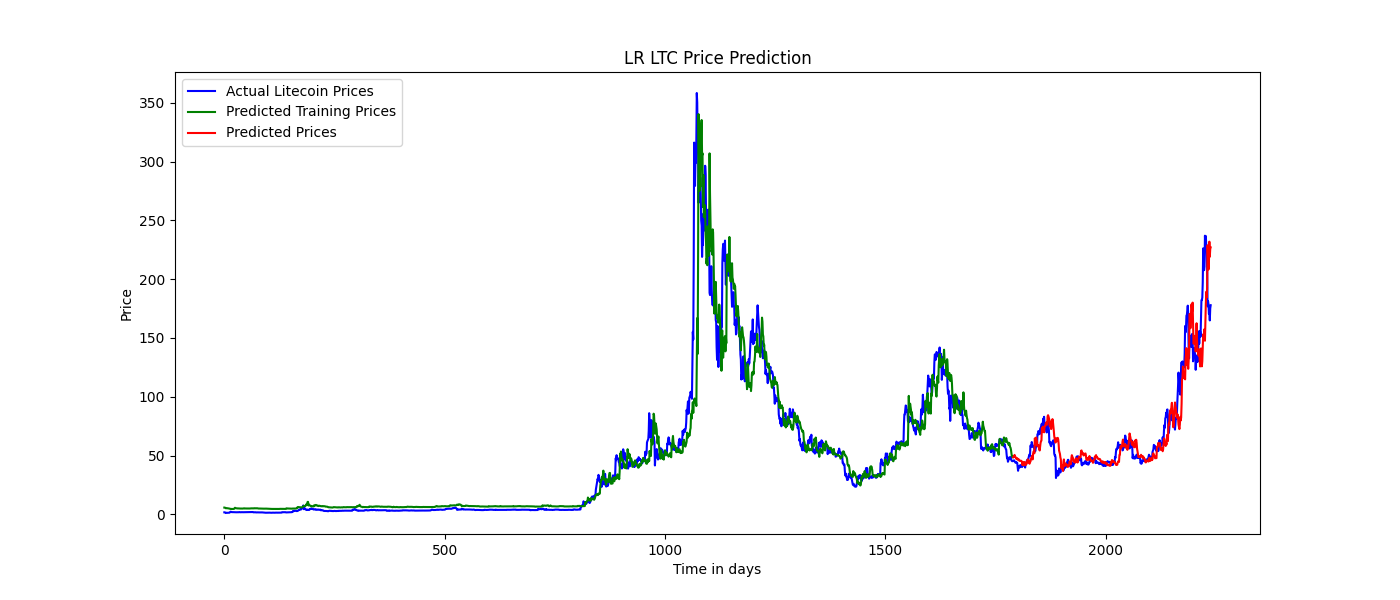 LR LTC Price Prediction
Actual Litecoin Prices
Predicted Training Prices
Predicted Prices
350
300
250
200
150
100
50
0
Price
0 500 1000 1500 2000
Time in days